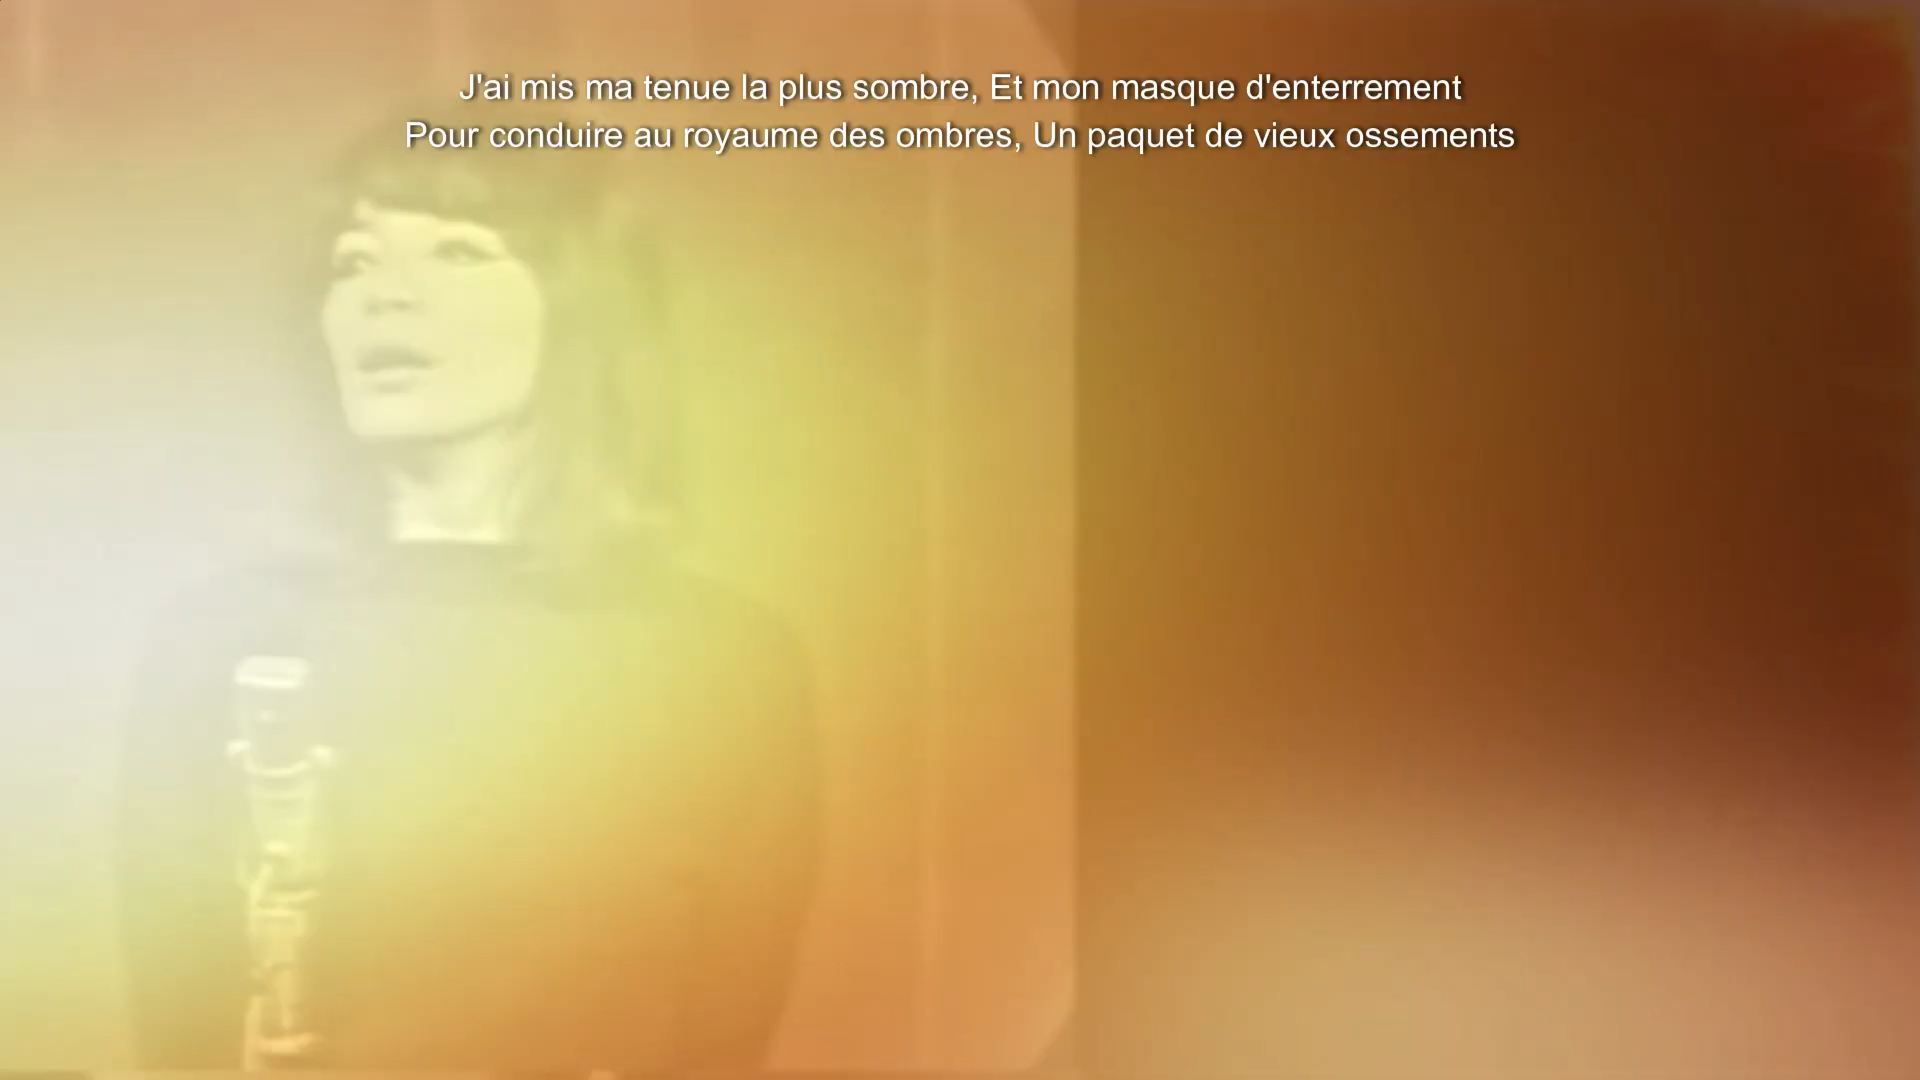 J'ai mis ma tenue la plus sombre, Et mon masque d'enterrement
Pour conduire au royaume des ombres, Un paquet de vieux ossements